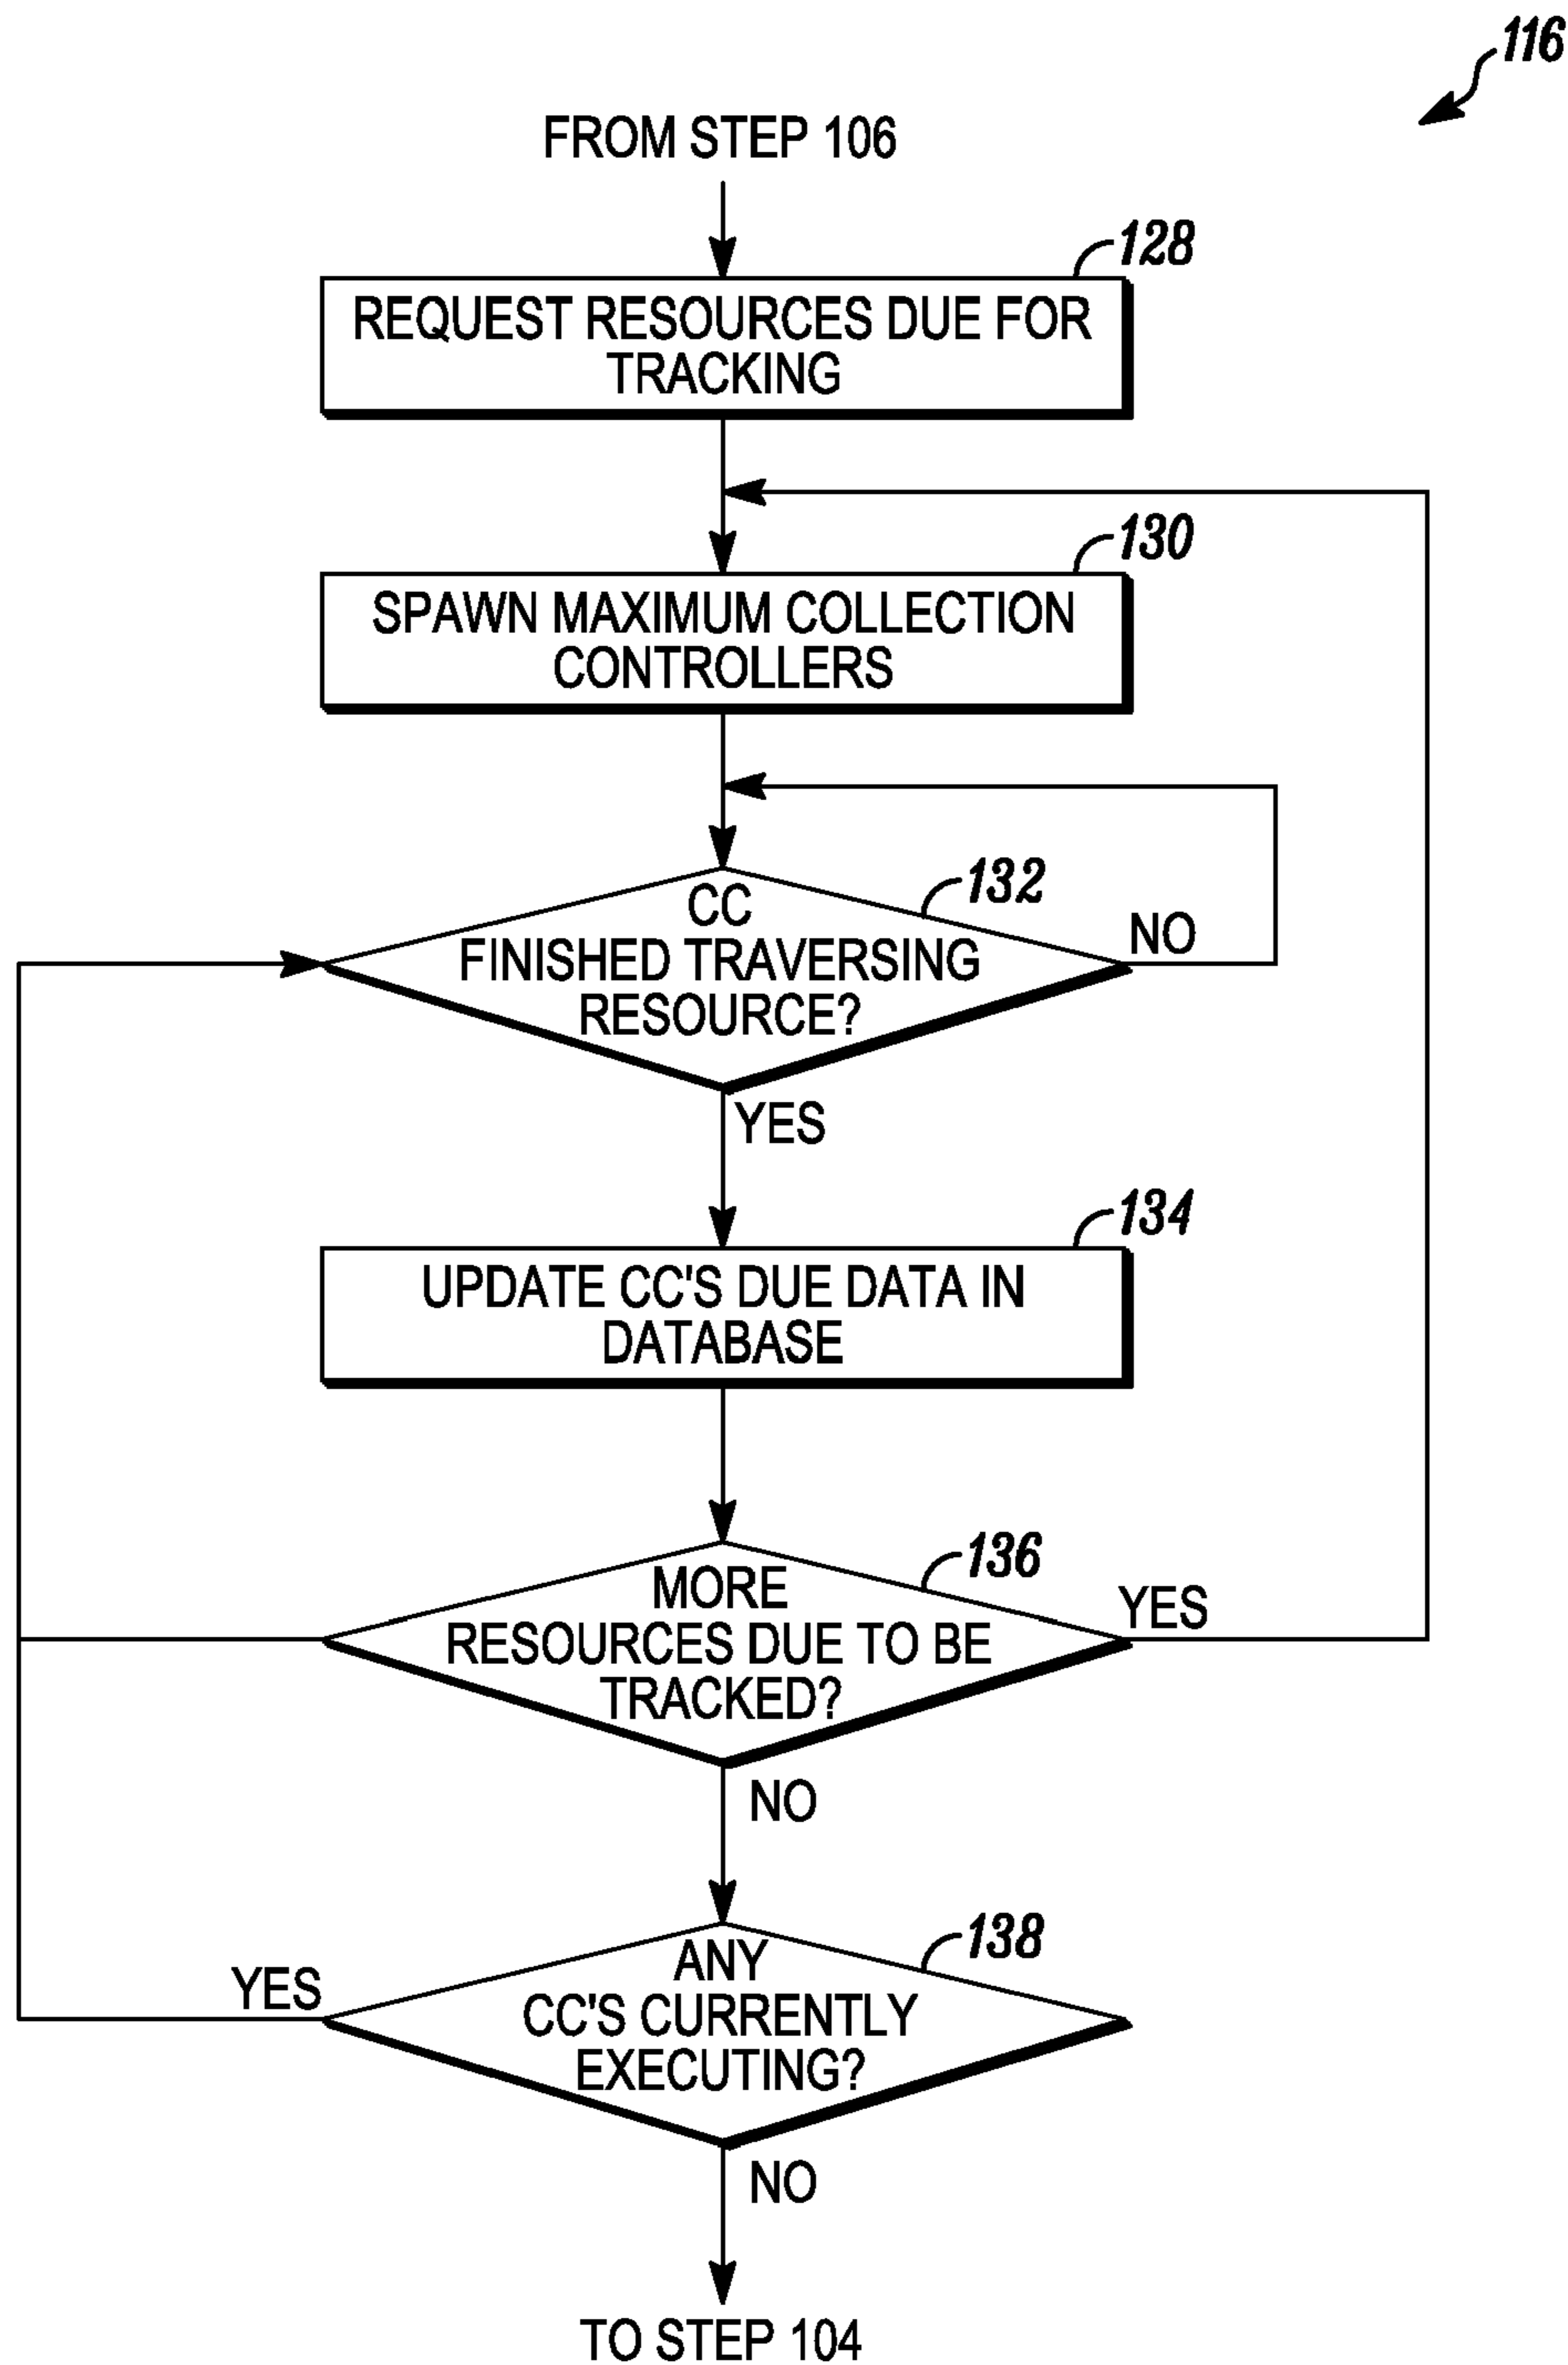 116
FROM STEP 106
128
REQUEST RESOURCES DUE FOR
TRACKING
130
SPAWN MAXIMUM COLLECTION
CONTROLLERS
132
CC
FINISHED TRAVERSING
RESOURCE?
NO
YES
134
UPDATE CC'S DUE DATA IN
DATABASE
136
MORE
RESOURCES DUE TO BE
TRACKED?
YES
NO
138
ANY
CC'S CURRENTLY
EXECUTING?
YES
NO
TO STEP 104